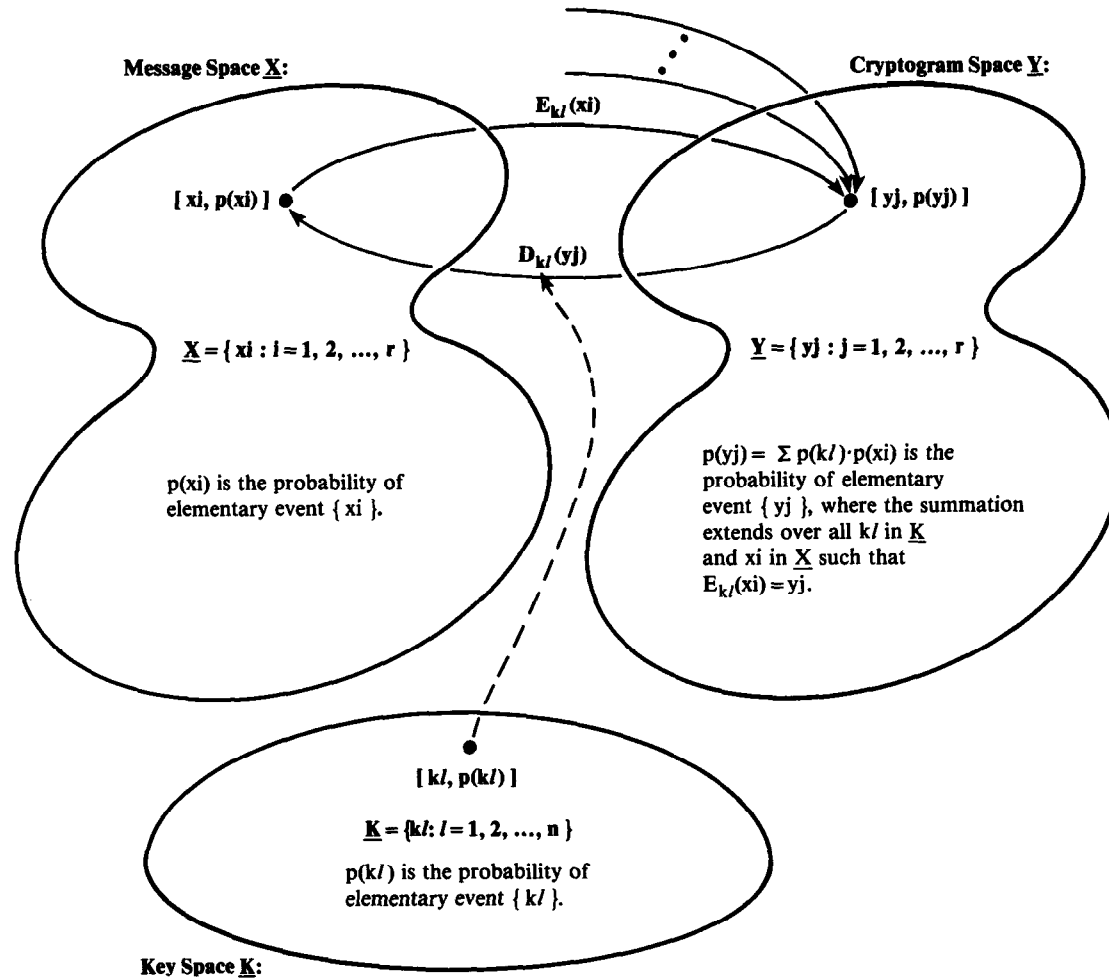 Message Space X:
Cryptogram Space Y:
E_kl(xi)
[ xi, p(xi) ]
[ yj, p(yj) ]
D_kl(yj)
X = { xi : i = 1, 2, ..., r }
Y = { yj : j = 1, 2, ..., r }
p(xi) is the probability of
elementary event { xi }.
p(yj) = Σ p(kl)·p(xi) is the
probability of elementary
event { yj }, where the summation
extends over all kl in K
and xi in X such that
E_kl(xi) = yj.
[ kl, p(kl) ]
K = {kl: l = 1, 2, ..., n }
p(kl) is the probability of
elementary event { kl }.
Key Space K: